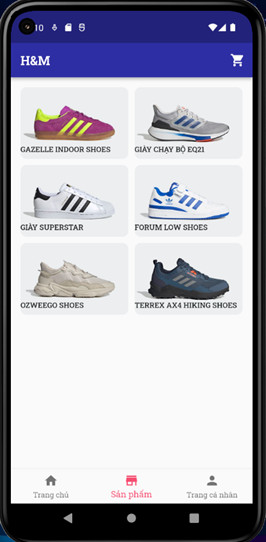 10
H&M
GAZELLE INDOOR SHOES
GIÀY CHẠY BỘ EQ21
GIÀY SUPERSTAR
FORUM LOW SHOES
OZWEEGO SHOES
TERREX AX4 HIKING SHOES
Trang chủ
Sản phẩm
Trang cá nhân